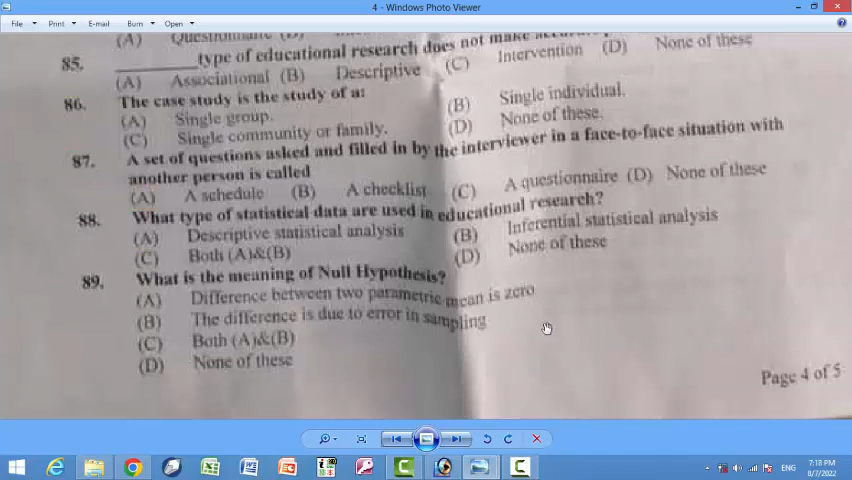 4 - Windows Photo Viewer
File Print E-mail Burn Open
(A) Questionnaire (D)
85. ________type of educational research does not make
(A) Associational (B) Descriptive (C) Intervention (D) None of these
86. The case study is the study of a:
(A) Single group. (B) Single individual.
(C) Single community or family. (D) None of these.
87. A set of questions asked and filled in by the interviewer in a face-to-face situation with
another person is called
(A) A schedule (B) A checklist (C) A questionnaire (D) None of these
88. What type of statistical data are used in educational research?
(A) Descriptive statistical analysis (B) Inferential statistical analysis
(C) Both (A)&(B) (D) None of these
89. What is the meaning of Null Hypothesis?
(A) Difference between two parametric mean is zero
(B) The difference is due to error in sampling
(C) Both (A)&(B)
(D) None of these
Page 4 of 5
ENG 7:18 PM
8/7/2022